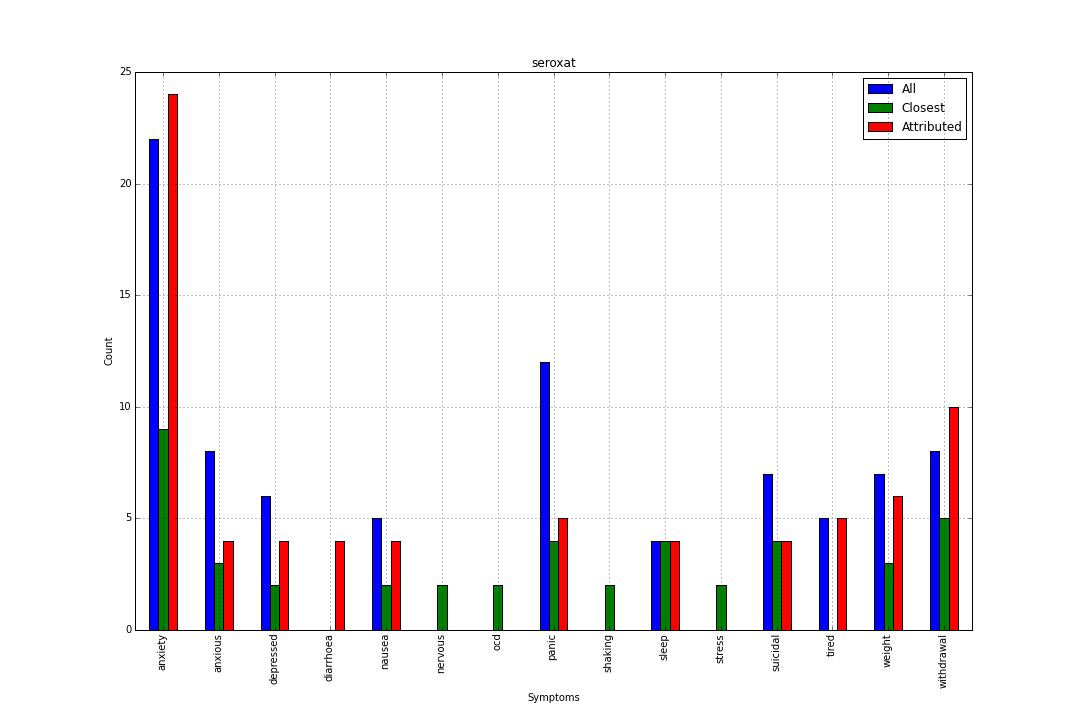 seroxat
All
Closest
Attributed
25
20
15
10
5
0
Count
anxiety
anxious
depressed
diarrhoea
nausea
nervous
ocd
panic
shaking
sleep
stress
suicidal
tired
weight
withdrawal
Symptoms